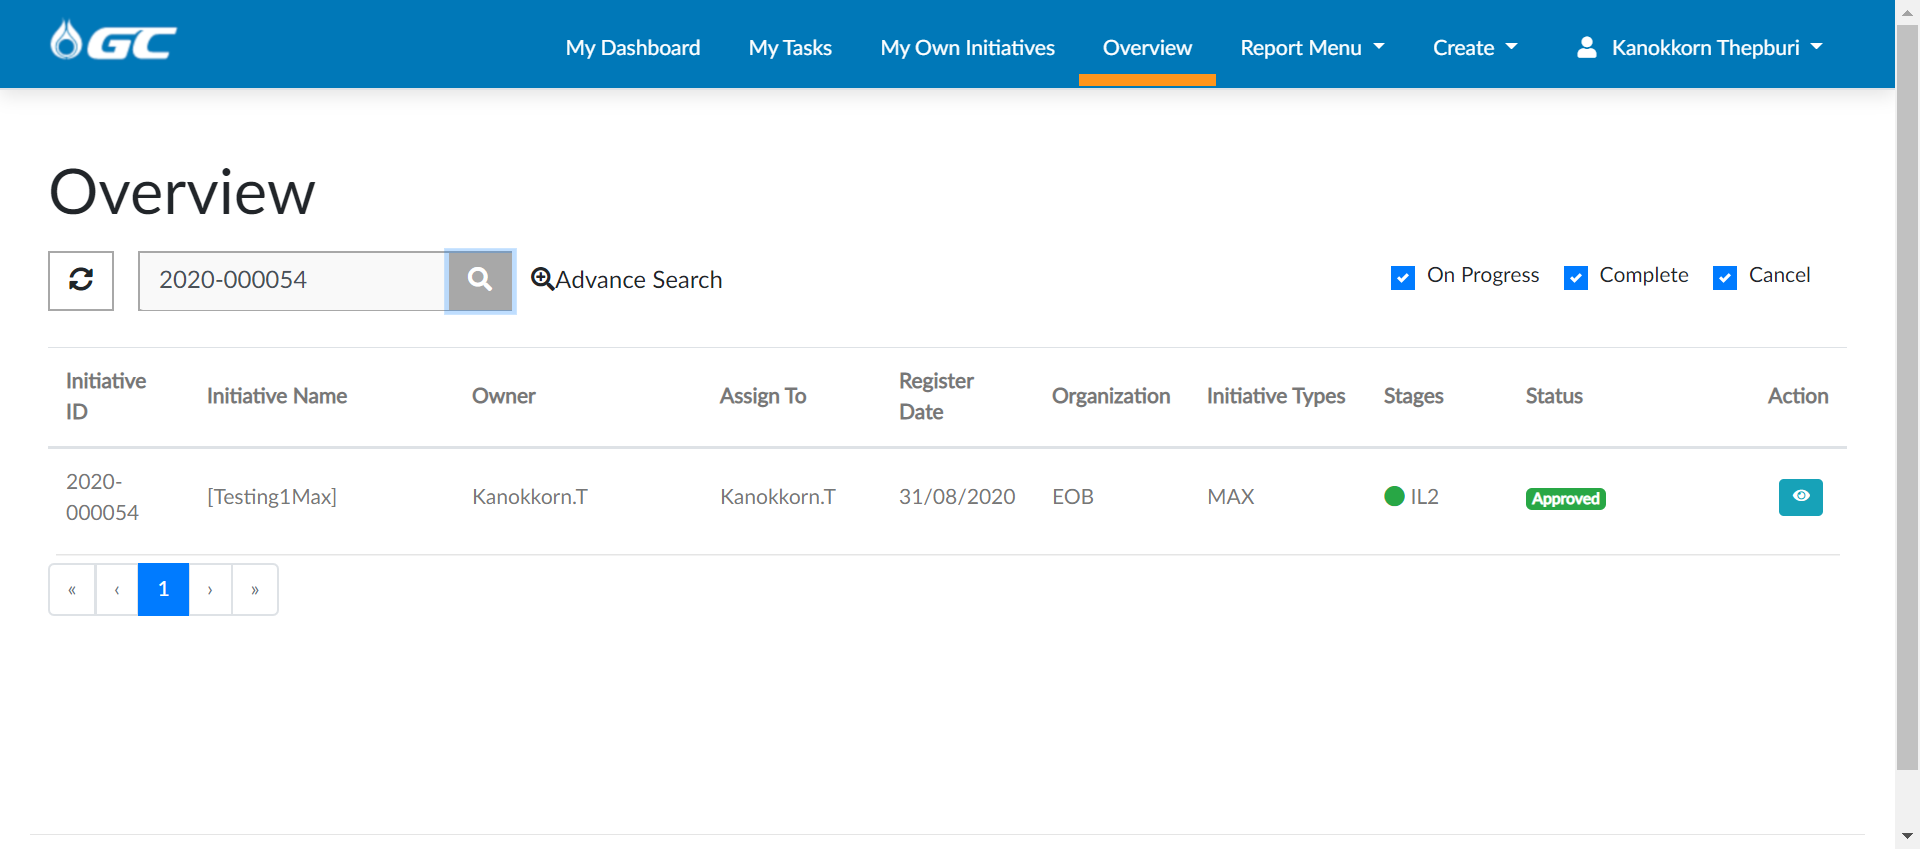 GC
My Dashboard My Tasks My Own Initiatives Overview Report Menu Create Kanokkorn Thepburi
Overview
2020-000054 Advance Search On Progress Complete Cancel
Initiative ID Initiative Name Owner Assign To Register Date Organization Initiative Types Stages Status Action
2020-000054 [Testing1Max] Kanokkorn.T Kanokkorn.T 31/08/2020 EOB MAX IL2 Approved
« ‹ 1 › »